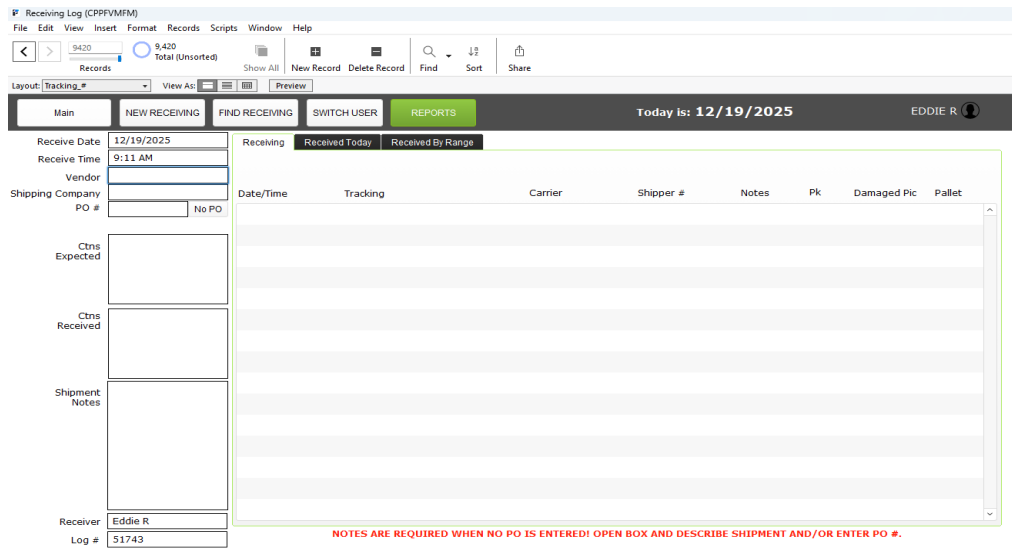 Receiving Log (CPPFVMFM)
File Edit View Insert Format Records Scripts Window Help
9420
9,420
Total (Unsorted)
Records
Show All New Record Delete Record Find Sort Share
Layout: Tracking_# View As: Preview
Main NEW RECEIVING FIND RECEIVING SWITCH USER REPORTS Today is: 12/19/2025 EDDIE R
Receive Date 12/19/2025
Receiving Received Today Received By Range
Receive Time 9:11 AM
Vendor
Shipping Company
Date/Time Tracking Carrier Shipper # Notes Pk Damaged Pic Pallet
PO # No PO
Ctns
Expected
Ctns
Received
Shipment
Notes
Receiver Eddie R
Log # 51743
NOTES ARE REQUIRED WHEN NO PO IS ENTERED! OPEN BOX AND DESCRIBE SHIPMENT AND/OR ENTER PO #.